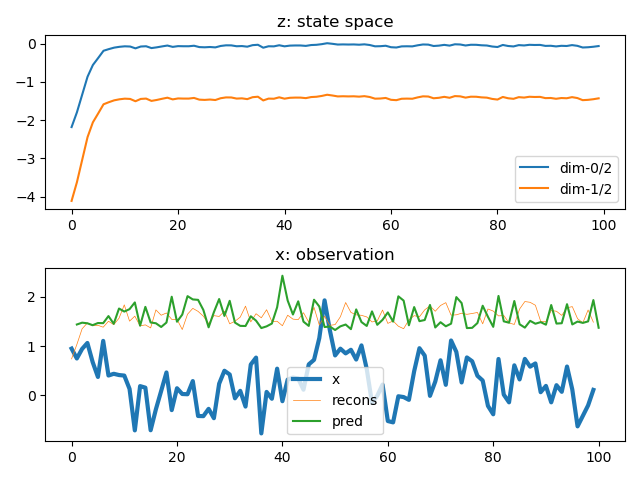 z: state space
0
−1
−2
−3
−4
dim-0/2
dim-1/2
0 20 40 60 80 100
x: observation
2
1
0
x
recons
pred
0 20 40 60 80 100